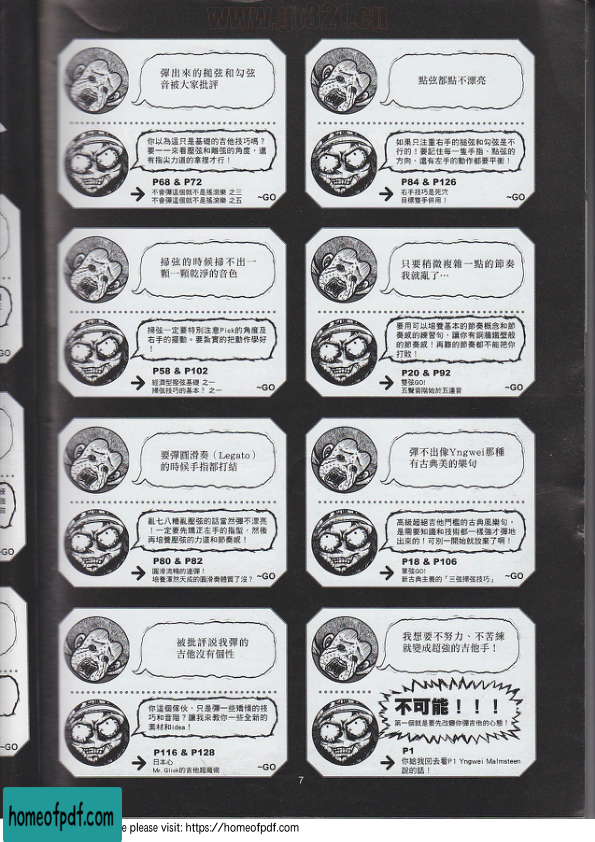 www.gjt321.cn
彈出來的搥弦和勾弦
音被大家批評
你以為這只是基礎的吉他技巧嗎？
要一一來看壓弦和離弦的角度，還
有指尖力道的拿捏才行！
P68 & P72
不會彈這個就不是搖滾樂 之三
不會彈這個就不是搖滾樂 之五
~GO
點弦都點不漂亮
如果只注重右手的搥弦和勾弦是不
行的！要記住每一隻手指、點弦的
方向、還有左手的動作都要平衡！
P84 & P126
右手技巧是死穴
目標雙手併用！
~GO
掃弦的時候掃不出一
顆一顆乾淨的音色
掃弦一定要特別注意Pick的角度及
右手的擺動。要紮實的把動作學好
！
P58 & P102
經濟型撥弦基礎 之一
掃弦技巧的基本？ 之一
~GO
只要稍微複雜一點的節奏
我就亂了…
要用可以培養基本的節奏概念和節
奏感的練習句，讓你有銅牆鐵壁般
的節奏感！再難的節奏都不能把你
打敗！
P20 & P92
雙弦GO!
五聲音階始於五連音
~GO
要彈圓滑奏（Legato）
的時候手指都打結
亂七八糟亂壓弦的話當然彈不漂亮
！一定要先矯正左手的指型，然後
再培養壓弦的力道和節奏感！
P80 & P82
圓滑流暢的連彈！
培養渾然天成的圓滑奏體質了沒？
~GO
彈不出像Yngwei那種
有古典美的樂句
高級超絕吉他門檻的古典風樂句，
是需要知識和技術都一樣強才彈地
出來的！可別一開始就放棄了啊！
P18 & P106
單弦GO!
新古典主義的「三弦掃弦技巧」
~GO
被批評説我彈的
吉他沒有個性
你這個傢伙，只是彈一些矯情的技
巧和音階？讓我來教你一些全新的
素材和idea！
P116 & P128
日本心
Mr. Glick的吉他超魔術
~GO
我想要不努力、不苦練
就變成超強的吉他手！
不可能！！！
第一個就是要先改變你彈吉他的心態！
P1
你給我回去看P1 Yngwei Malmsteen
説的話！
7
homeofpdf.com
e please visit: https://homeofpdf.com